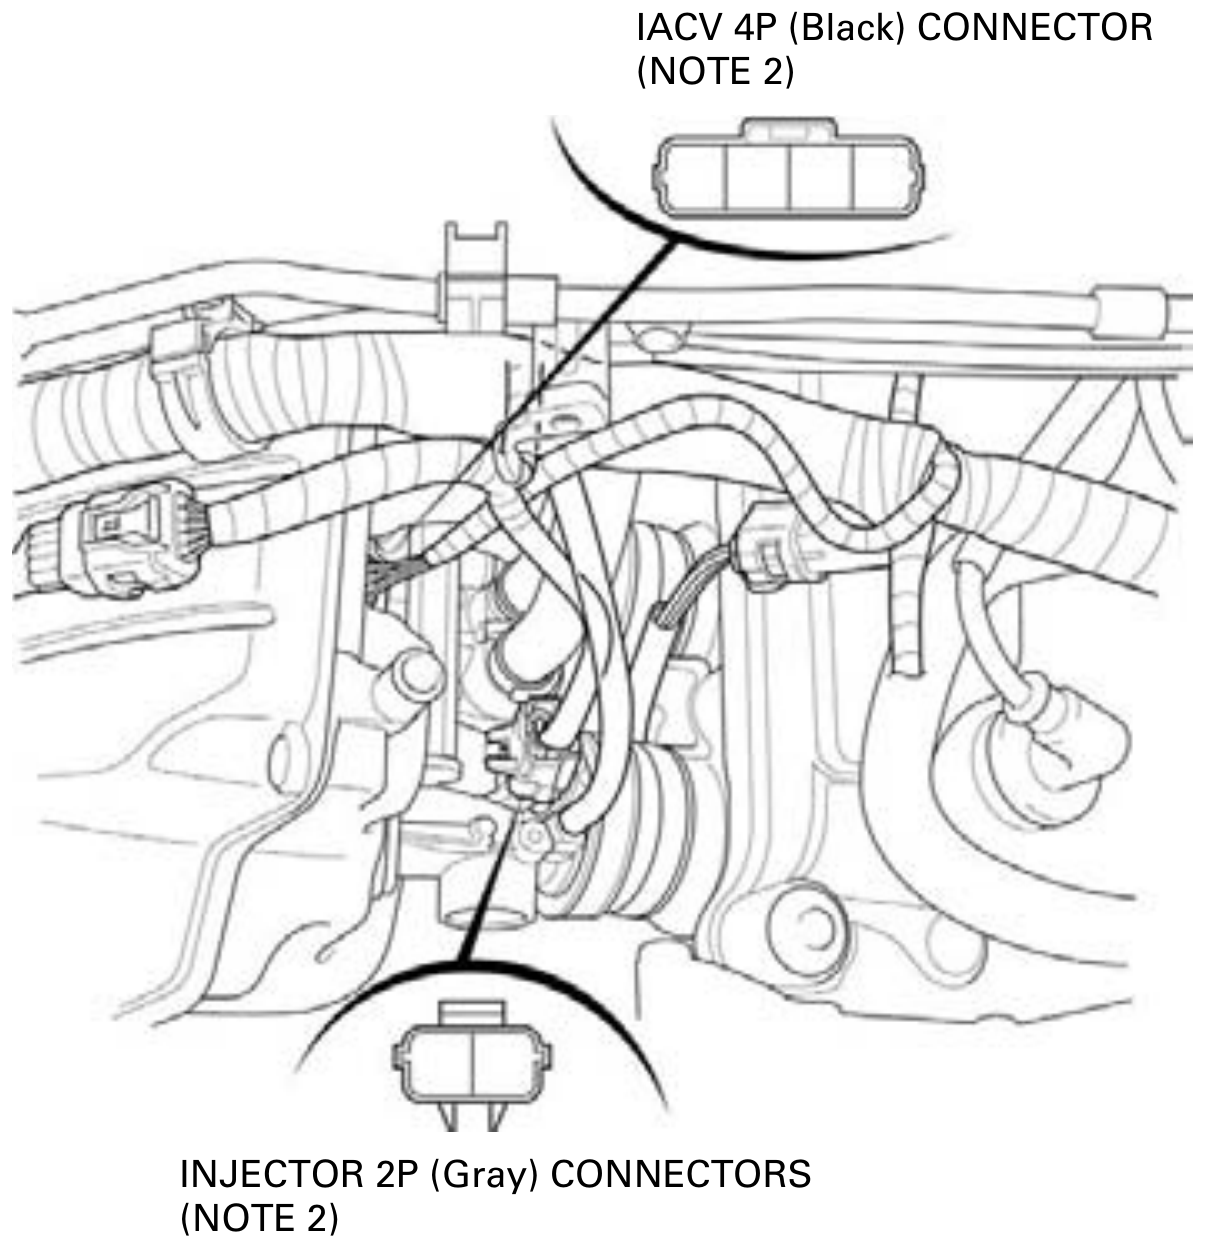 IACV 4P (Black) CONNECTOR
(NOTE 2)
INJECTOR 2P (Gray) CONNECTORS
(NOTE 2)